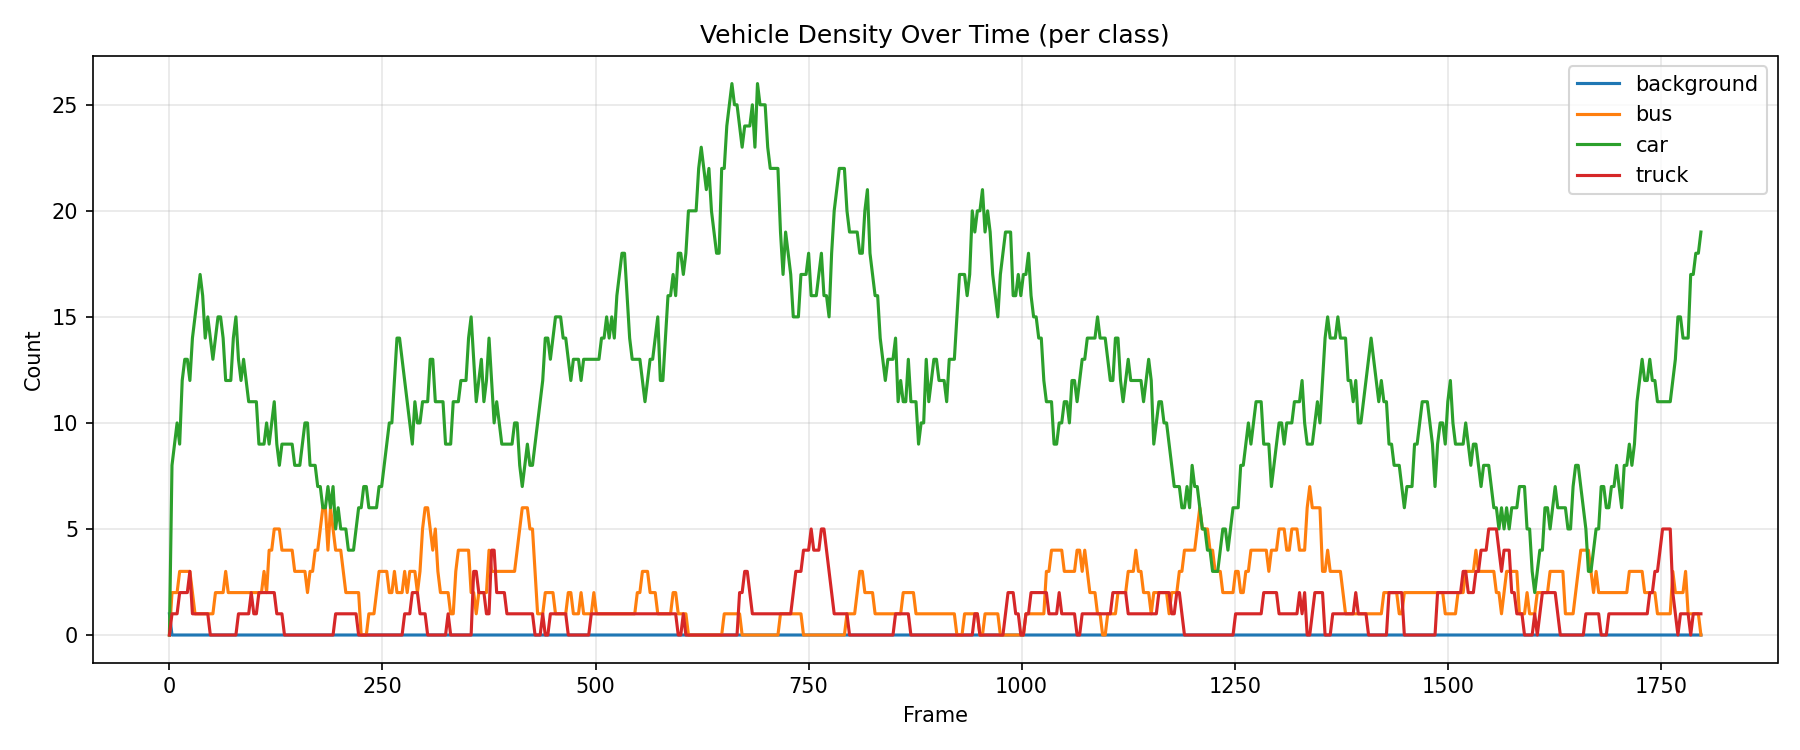 Vehicle Density Over Time (per class)
background
bus
car
truck
Count
25
20
15
10
5
0
0 250 500 750 1000 1250 1500 1750
Frame